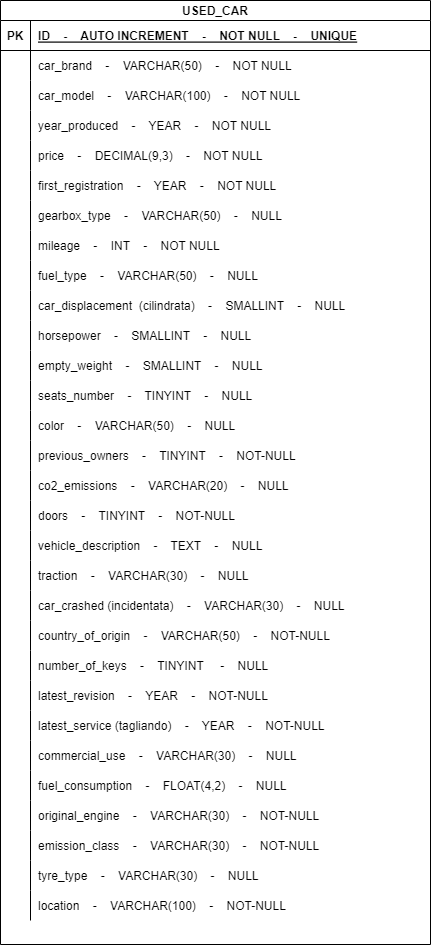 USED_CAR
PK ID - AUTO INCREMENT - NOT NULL - UNIQUE
car_brand - VARCHAR(50) - NOT NULL
car_model - VARCHAR(100) - NOT NULL
year_produced - YEAR - NOT NULL
price - DECIMAL(9,3) - NOT NULL
first_registration - YEAR - NOT NULL
gearbox_type - VARCHAR(50) - NULL
mileage - INT - NOT NULL
fuel_type - VARCHAR(50) - NULL
car_displacement (cilindrata) - SMALLINT - NULL
horsepower - SMALLINT - NULL
empty_weight - SMALLINT - NULL
seats_number - TINYINT - NULL
color - VARCHAR(50) - NULL
previous_owners - TINYINT - NOT-NULL
co2_emissions - VARCHAR(20) - NULL
doors - TINYINT - NOT-NULL
vehicle_description - TEXT - NULL
traction - VARCHAR(30) - NULL
car_crashed (incidentata) - VARCHAR(30) - NULL
country_of_origin - VARCHAR(50) - NOT-NULL
number_of_keys - TINYINT - NULL
latest_revision - YEAR - NOT-NULL
latest_service (tagliando) - YEAR - NOT-NULL
commercial_use - VARCHAR(30) - NULL
fuel_consumption - FLOAT(4,2) - NULL
original_engine - VARCHAR(30) - NOT-NULL
emission_class - VARCHAR(30) - NOT-NULL
tyre_type - VARCHAR(30) - NULL
location - VARCHAR(100) - NOT-NULL